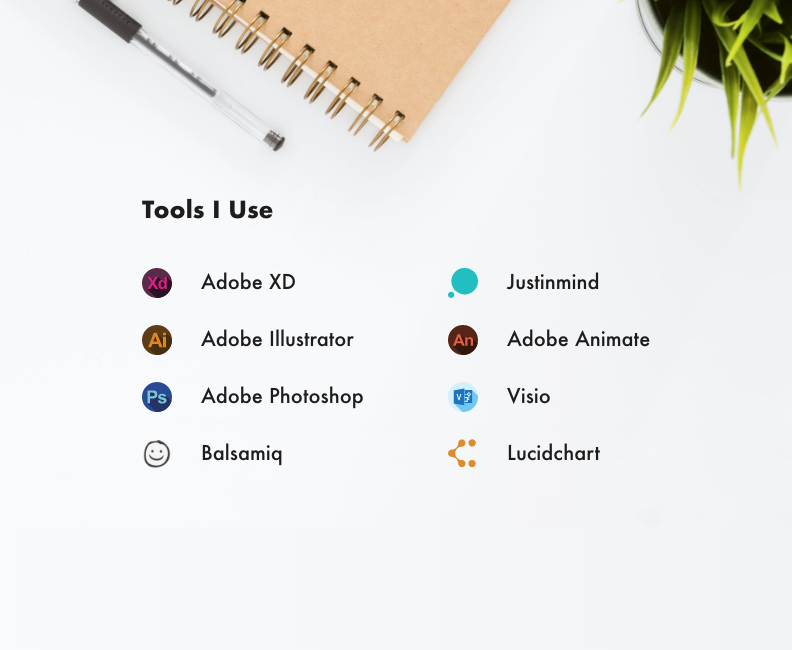 Tools I Use
Xd Adobe XD
Justinmind
Ai Adobe Illustrator
An Adobe Animate
Ps Adobe Photoshop
V Visio
Balsamiq
Lucidchart